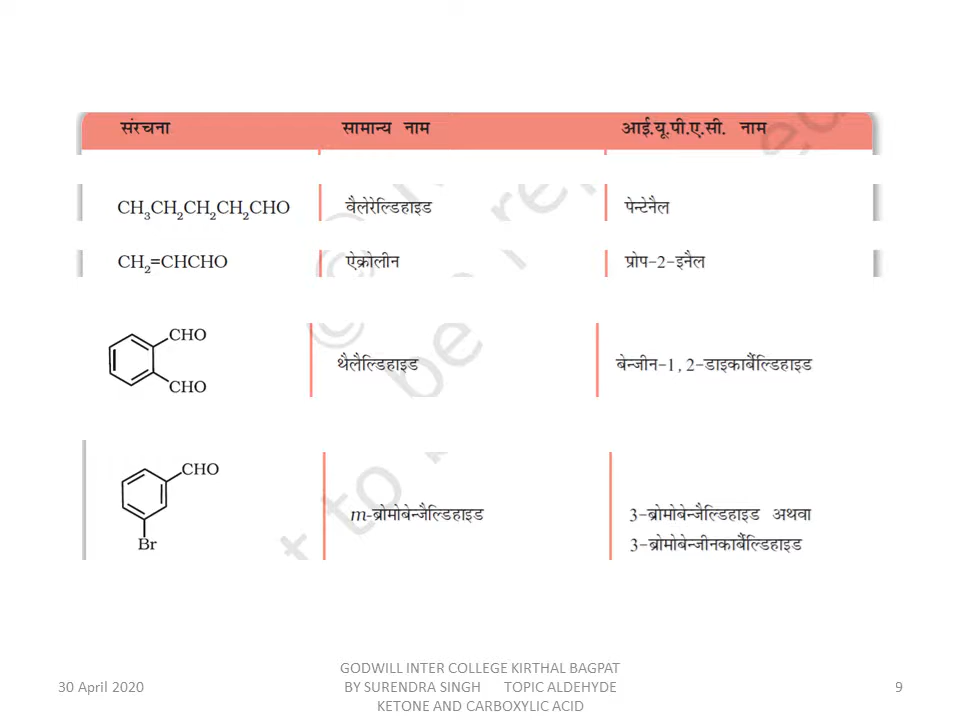 संरचना सामान्य नाम आई.यू.पी.ए.सी. नाम
CH₃CH₂CH₂CH₂CHO वैलेरेल्डिहाइड पेन्टेनैल
CH₂=CHCHO ऐक्रोलीन प्रोप-2-इनैल
CHO
थैलैल्डिहाइड बेन्जीन-1, 2-डाइकार्बैल्डिहाइड
CHO
CHO
m-ब्रोमोबेन्जैल्डिहाइड 3-ब्रोमोबेन्जैल्डिहाइड अथवा
Br 3-ब्रोमोबेन्जीनकार्बैल्डिहाइड
GODWILL INTER COLLEGE KIRTHAL BAGPAT
30 April 2020 BY SURENDRA SINGH TOPIC ALDEHYDE 9
KETONE AND CARBOXYLIC ACID